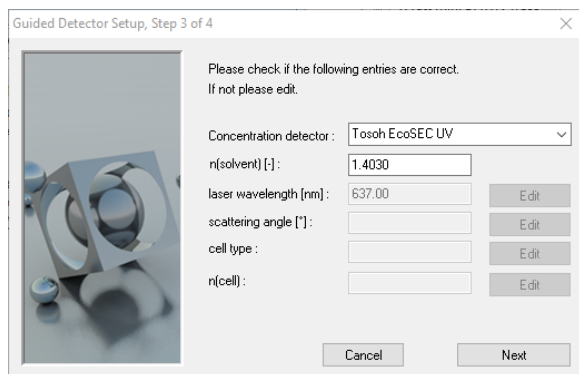 Guided Detector Setup, Step 3 of 4
Please check if the following entries are correct.
If not please edit.
Concentration detector : Tosoh EcoSEC UV
n(solvent) [-] : 1.4030
laser wavelength [nm] : 637.00 Edit
scattering angle [°] : Edit
cell type : Edit
n(cell) : Edit
Cancel Next